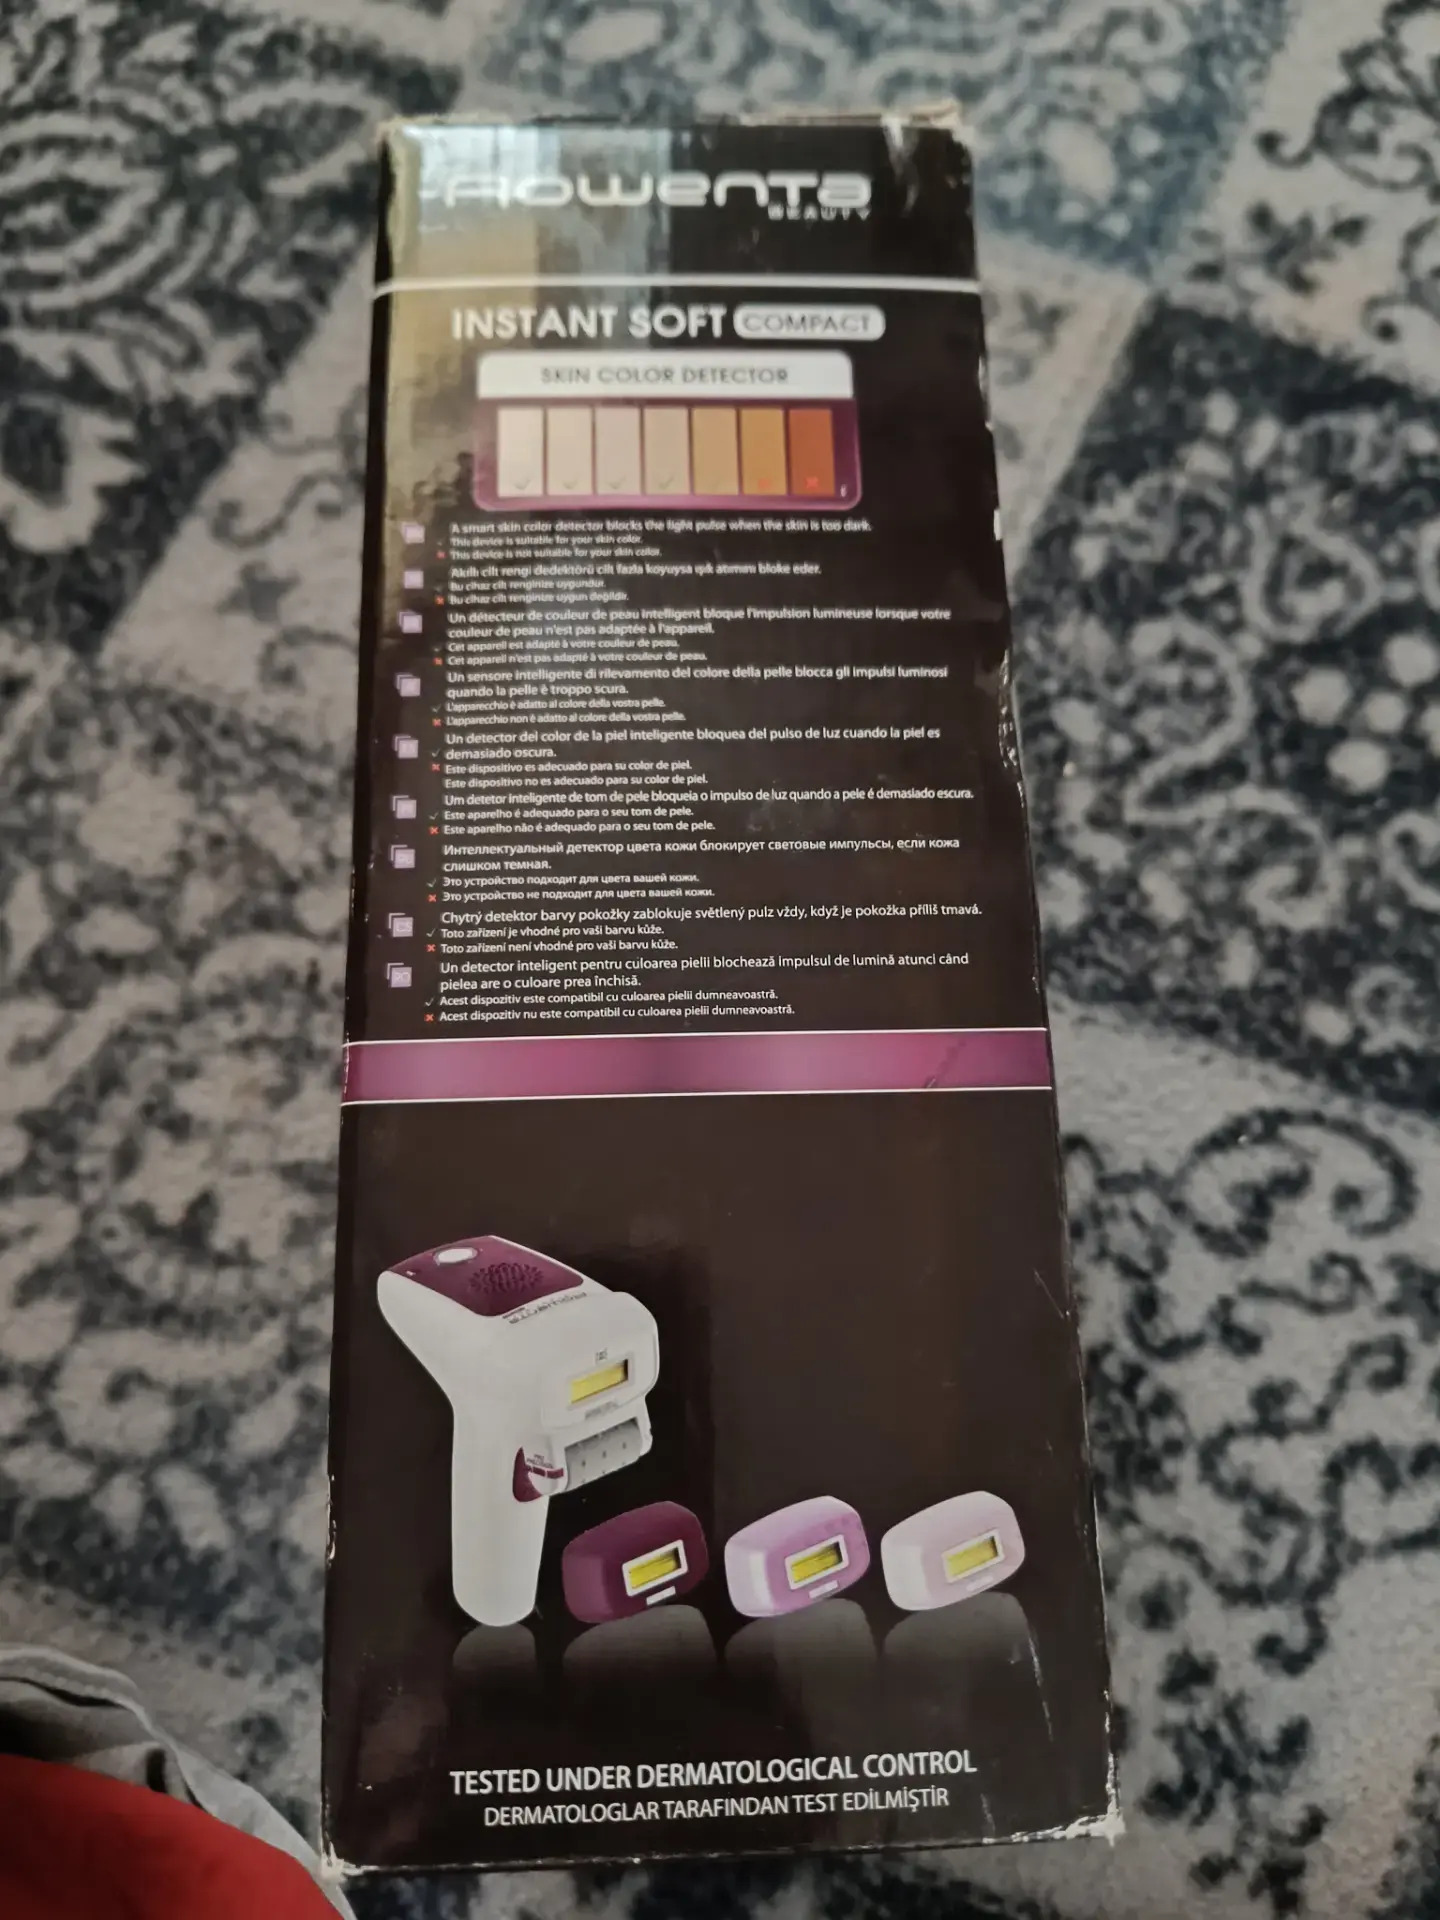 Rowenta
BEAUTY
INSTANT SOFT COMPACT
SKIN COLOR DETECTOR
A smart skin color detector blocks the light pulse when the skin is too dark.
✓ This device is suitable for your skin color.
× This device is not suitable for your skin color.
Akıllı cilt rengi dedektörü cilt fazla koyuysa ışık atımını bloke eder.
✓ Bu cihaz cilt renginize uygundur.
× Bu cihaz cilt renginize uygun değildir.
Un détecteur de couleur de peau intelligent bloque l'impulsion lumineuse lorsque votre
couleur de peau n'est pas adaptée à l'appareil.
✓ Cet appareil est adapté à votre couleur de peau.
× Cet appareil n'est pas adapté à votre couleur de peau.
Un sensore intelligente di rilevamento del colore della pelle blocca gli impulsi luminosi
quando la pelle è troppo scura.
✓ L'apparecchio è adatto al colore della vostra pelle.
× L'apparecchio non è adatto al colore della vostra pelle.
Un detector del color de la piel inteligente bloquea del pulso de luz cuando la piel es
✓ demasiado oscura.
× Este dispositivo es adecuado para su color de piel.
Este dispositivo no es adecuado para su color de piel.
Um detetor inteligente de tom de pele bloqueia o impulso de luz quando a pele é demasiado escura.
✓ Este aparelho é adequado para o seu tom de pele.
× Este aparelho não é adequado para o seu tom de pele.
Интеллектуальный детектор цвета кожи блокирует световые импульсы, если кожа
слишком темная.
✓ Это устройство подходит для цвета вашей кожи.
× Это устройство не подходит для цвета вашей кожи.
CS Chytrý detektor barvy pokožky zablokuje světlený pulz vždy, když je pokožka příliš tmavá.
✓ Toto zařízení je vhodné pro vaši barvu kůže.
× Toto zařízení není vhodné pro vaši barvu kůže.
Un detector inteligent pentru culoarea pielii blochează impulsul de lumină atunci când
pielea are o culoare prea închisă.
✓ Acest dispozitiv este compatibil cu culoarea pielii dumneavoastră.
× Acest dispozitiv nu este compatibil cu culoarea pielii dumneavoastră.
Rowenta
TESTED UNDER DERMATOLOGICAL CONTROL
DERMATOLOGLAR TARAFINDAN TEST EDİLMİŞTİR